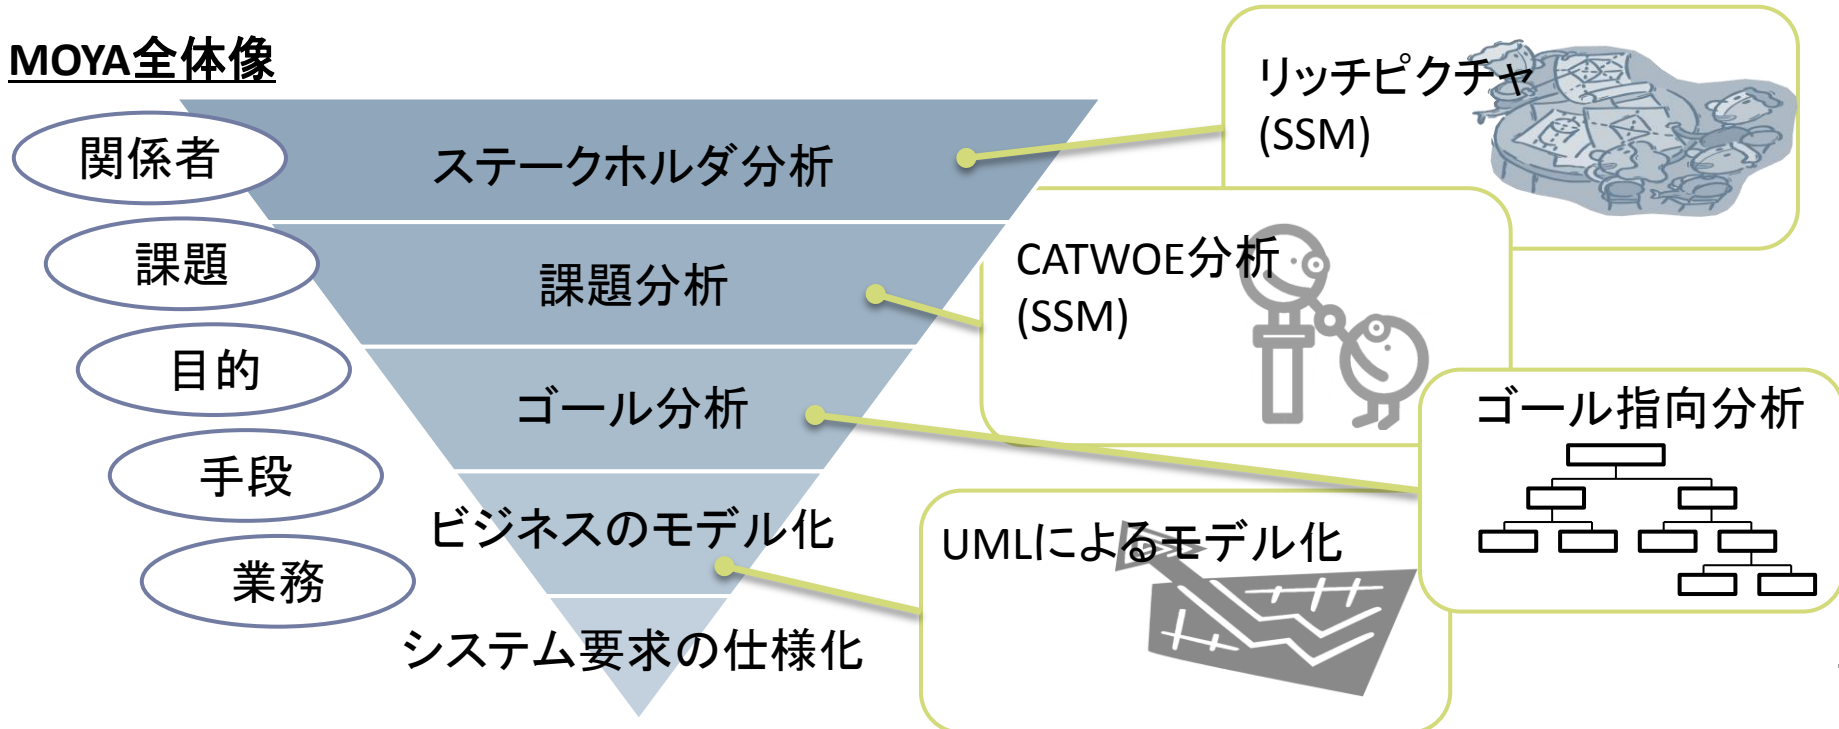 MOYA全体像
関係者
課題
目的
手段
業務
ステークホルダ分析
課題分析
ゴール分析
ビジネスのモデル化
システム要求の仕様化
リッチピクチャ
(SSM)
CATWOE分析
(SSM)
ゴール指向分析
UMLによるモデル化